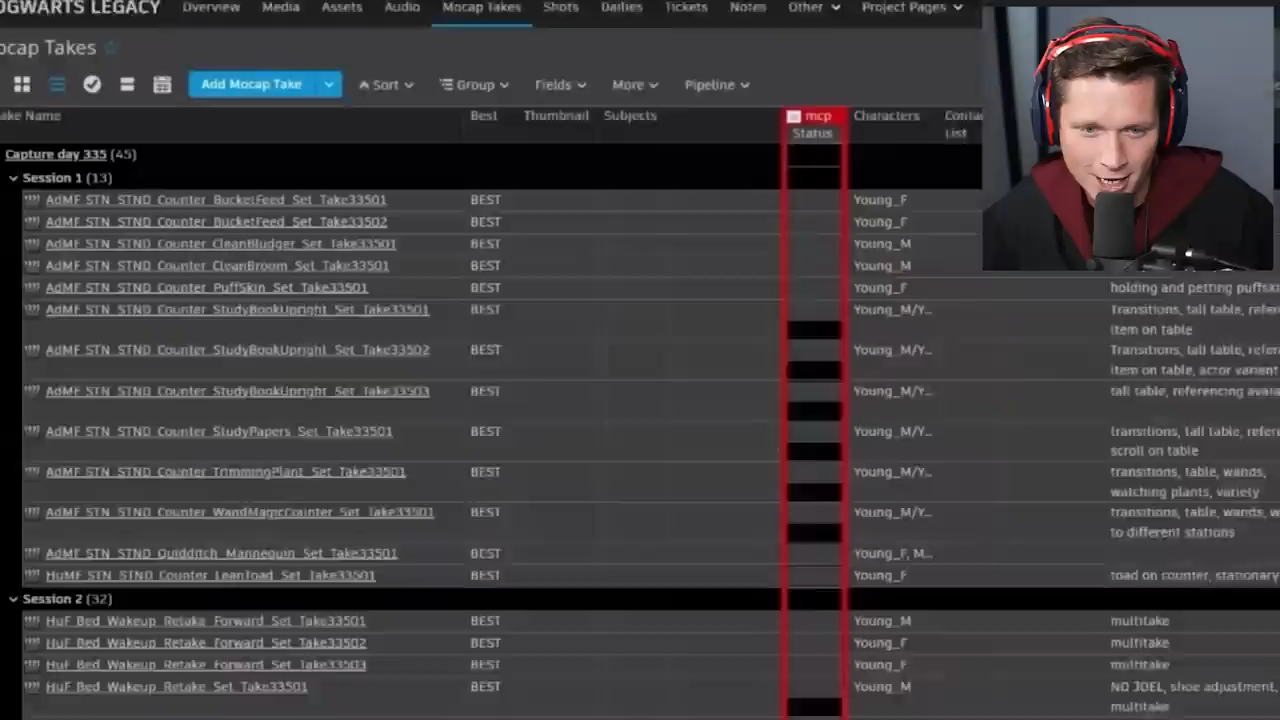 OGWARTS LEGACY Overview Media Assets Audio Mocap Takes Shots Dailies Tickets Notes Other Project Pages
ocap Takes
Add Mocap Take Sort Group Fields More Pipeline
ake Name Best Thumbnail Subjects mcp Status Characters List
Capture day 335 (45)
Session 1 (13)
AdMF_STN_STND_Counter_BucketFeed_Set_Take33501 BEST Young_F
AdMF_STN_STND_Counter_BucketFeed_Set_Take33502 BEST Young_F
AdMF_STN_STND_Counter_CleanBludger_Set_Take33501 BEST Young_M
AdMF_STN_STND_Counter_CleanBroom_Set_Take33501 BEST Young_M
AdMF_STN_STND_Counter_PuffSkin_Set_Take33501 BEST Young_F holding and petting puffski
AdMF_STN_STND_Counter_StudyBookUpright_Set_Take33501 BEST Young_M/Y... Transitions, tall table, refer
item on table
AdMF_STN_STND_Counter_StudyBookUpright_Set_Take33502 BEST Young_M/Y... Transitions, tall table, refer
item on table, actor variant
AdMF_STN_STND_Counter_StudyBookUpright_Set_Take33503 BEST Young_M/Y... tall table, referencing
AdMF_STN_STND_Counter_StudyPapers_Set_Take33501 BEST Young_M/Y... transitions, tall table, refer
scroll on table
AdMF_STN_STND_Counter_TrimmingPlant_Set_Take33501 BEST Young_M/Y... transitions, table, wands,
watching plants, variety
AdMF_STN_STND_Counter_WandMagicCounter_Set_Take33501 BEST Young_M/Y... transitions, table, wands, w
to different stations
AdMF_STN_STND_Quidditch_Mannequin_Set_Take33501 BEST Young_F, M...
HuMF_STN_STND_Counter_LeanToad_Set_Take33501 BEST Young_F toad on counter, stationary
Session 2 (32)
HuF_Bed_Wakeup_Retake_Forward_Set_Take33501 BEST Young_M multitake
HuF_Bed_Wakeup_Retake_Forward_Set_Take33502 BEST Young_F multitake
HuF_Bed_Wakeup_Retake_Forward_Set_Take33503 BEST Young_F multitake
HuF_Bed_Wakeup_Retake_Set_Take33501 BEST Young_M NO JOEL, shoe adjustment,
multitake